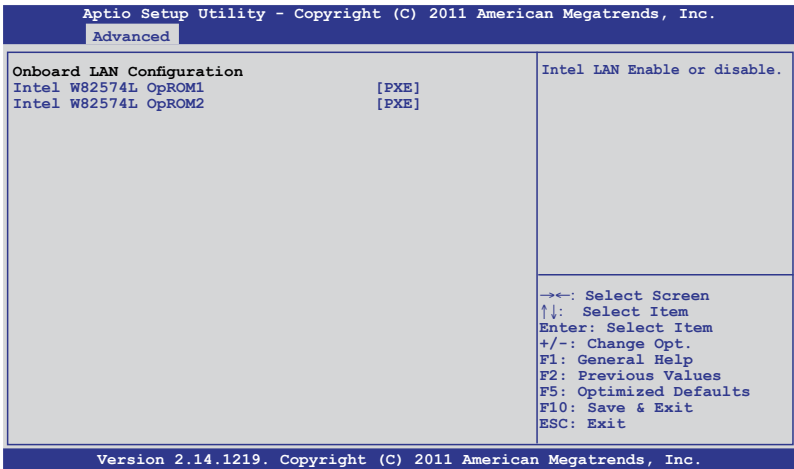 Aptio Setup Utility - Copyright (C) 2011 American Megatrends, Inc.
Advanced
Onboard LAN Configuration
Intel W82574L OpROM1 [PXE]
Intel W82574L OpROM2 [PXE]
Intel LAN Enable or disable.
→←: Select Screen
↑↓: Select Item
Enter: Select Item
+/-: Change Opt.
F1: General Help
F2: Previous Values
F5: Optimized Defaults
F10: Save & Exit
ESC: Exit
Version 2.14.1219. Copyright (C) 2011 American Megatrends, Inc.